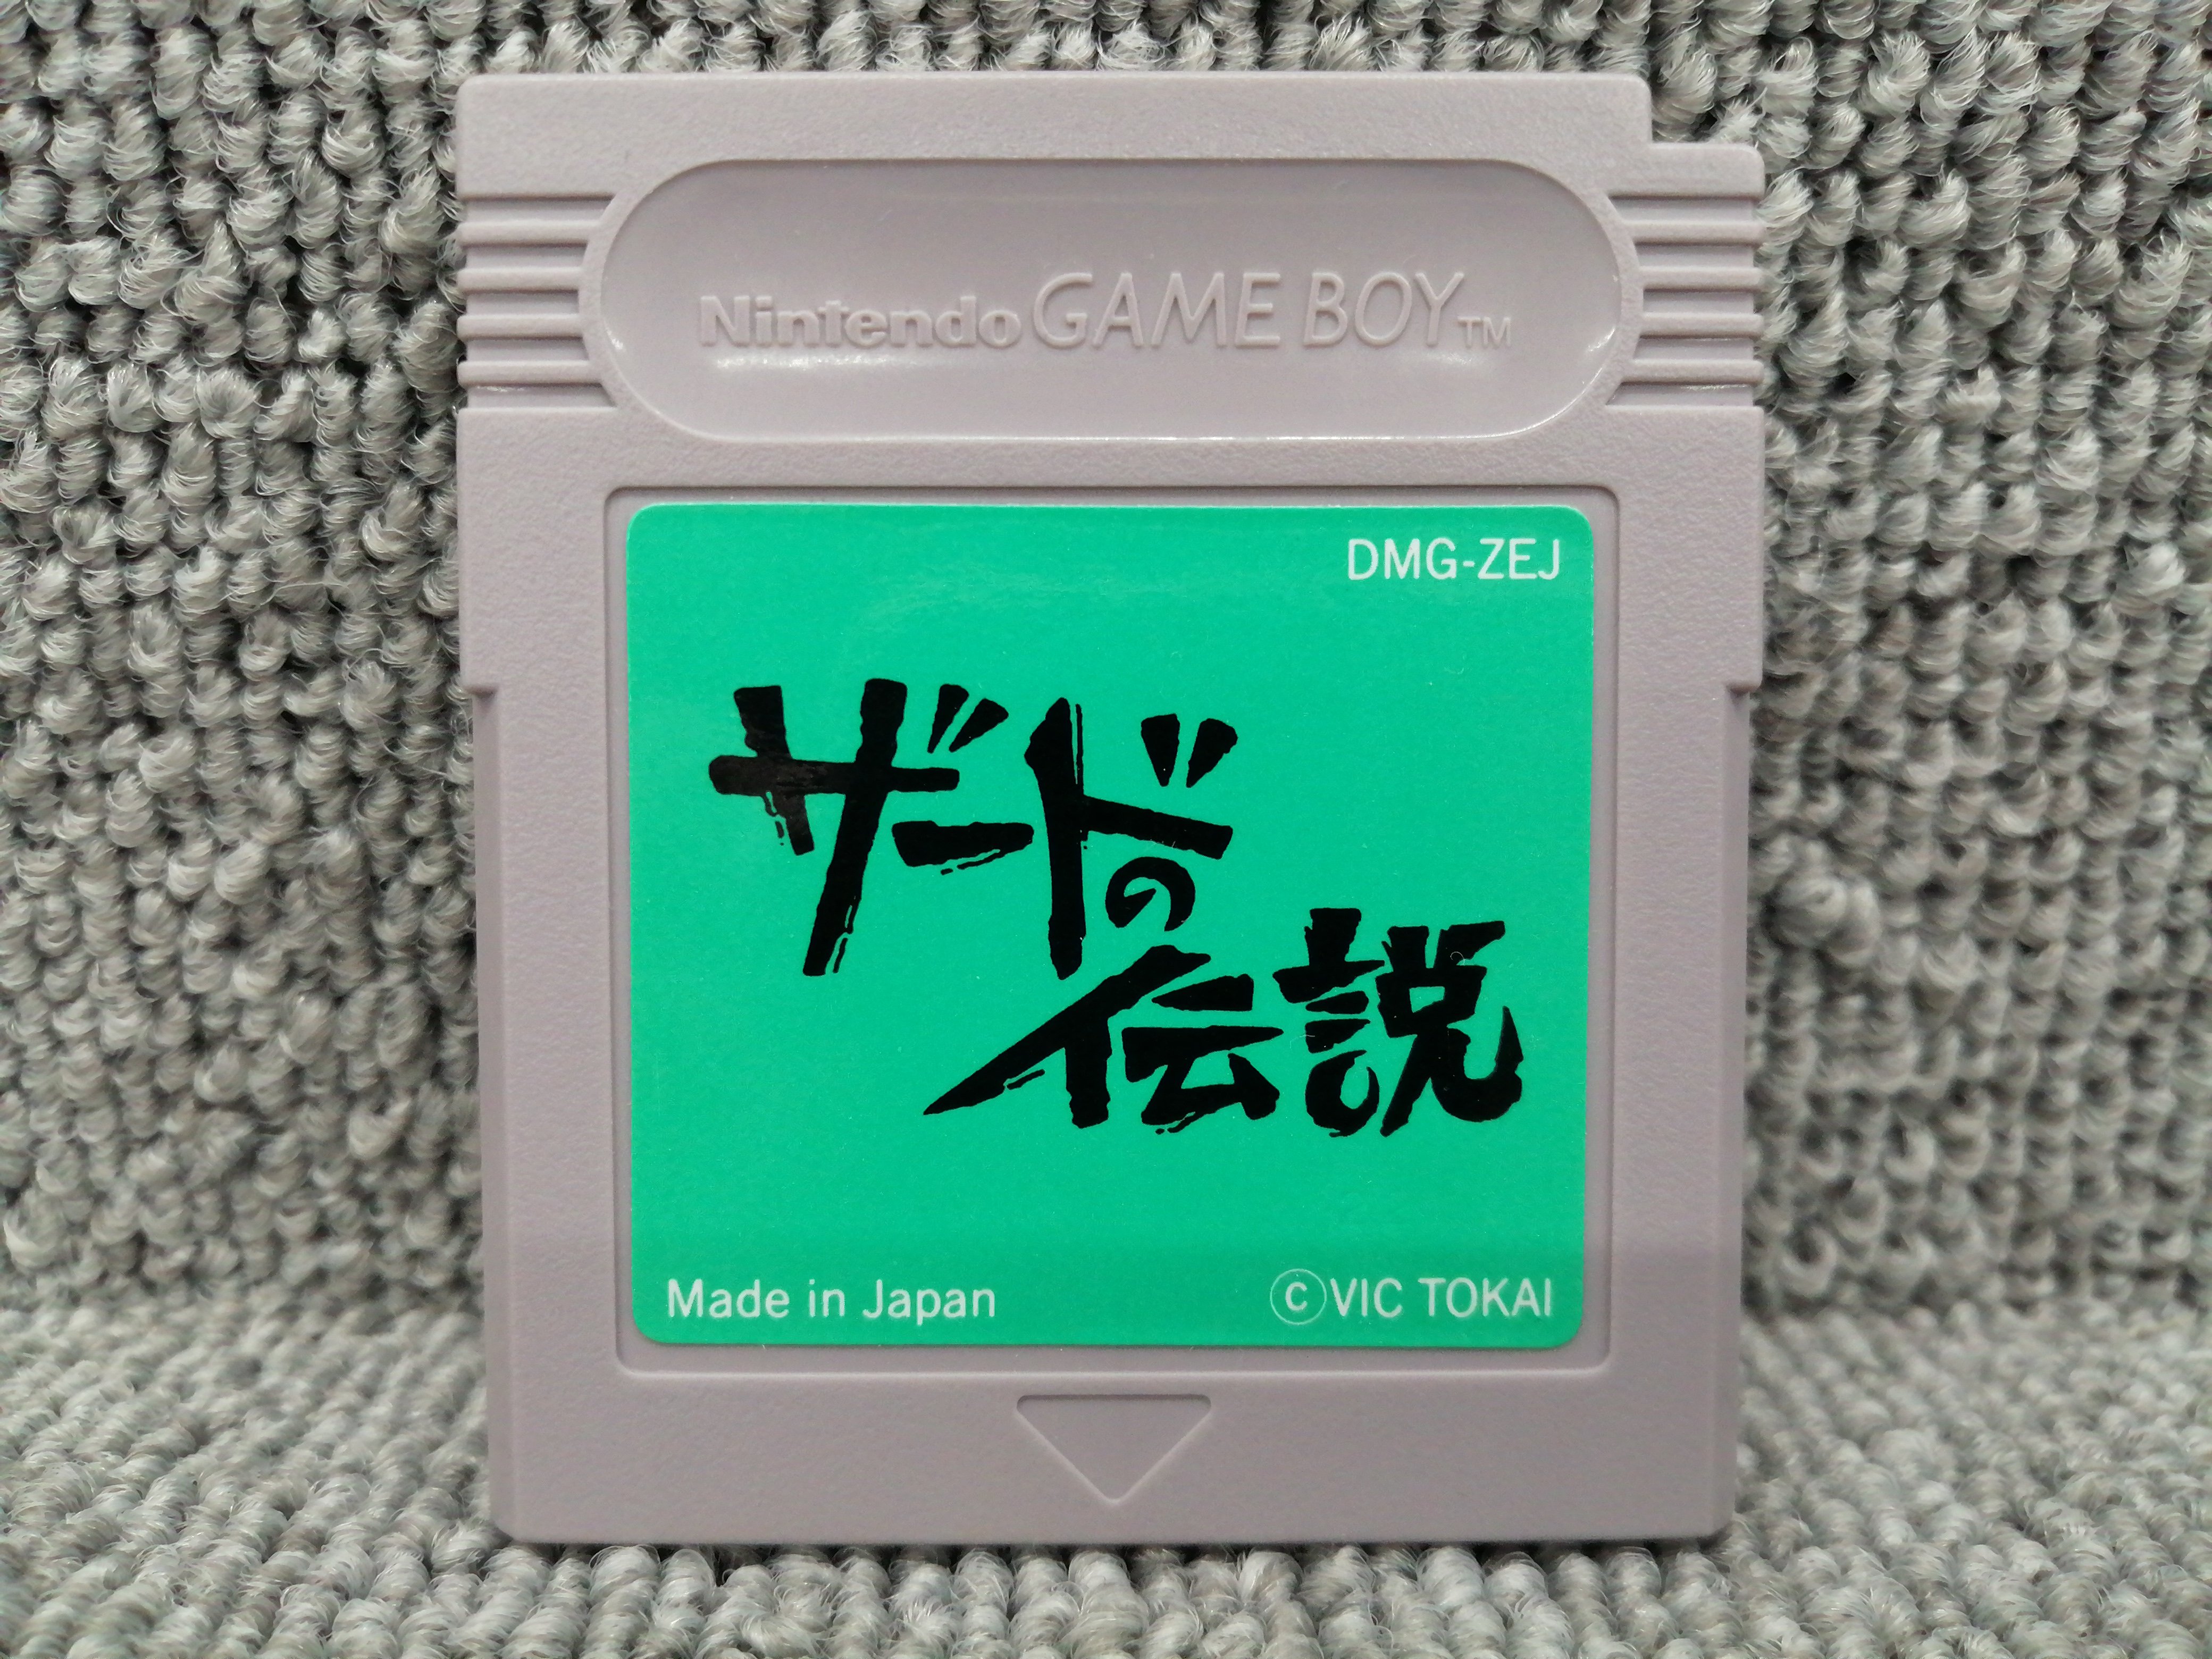 Nintendo GAME BOY™
DMG-ZEJ
ザードの
伝説
Made in Japan
©VIC TOKAI